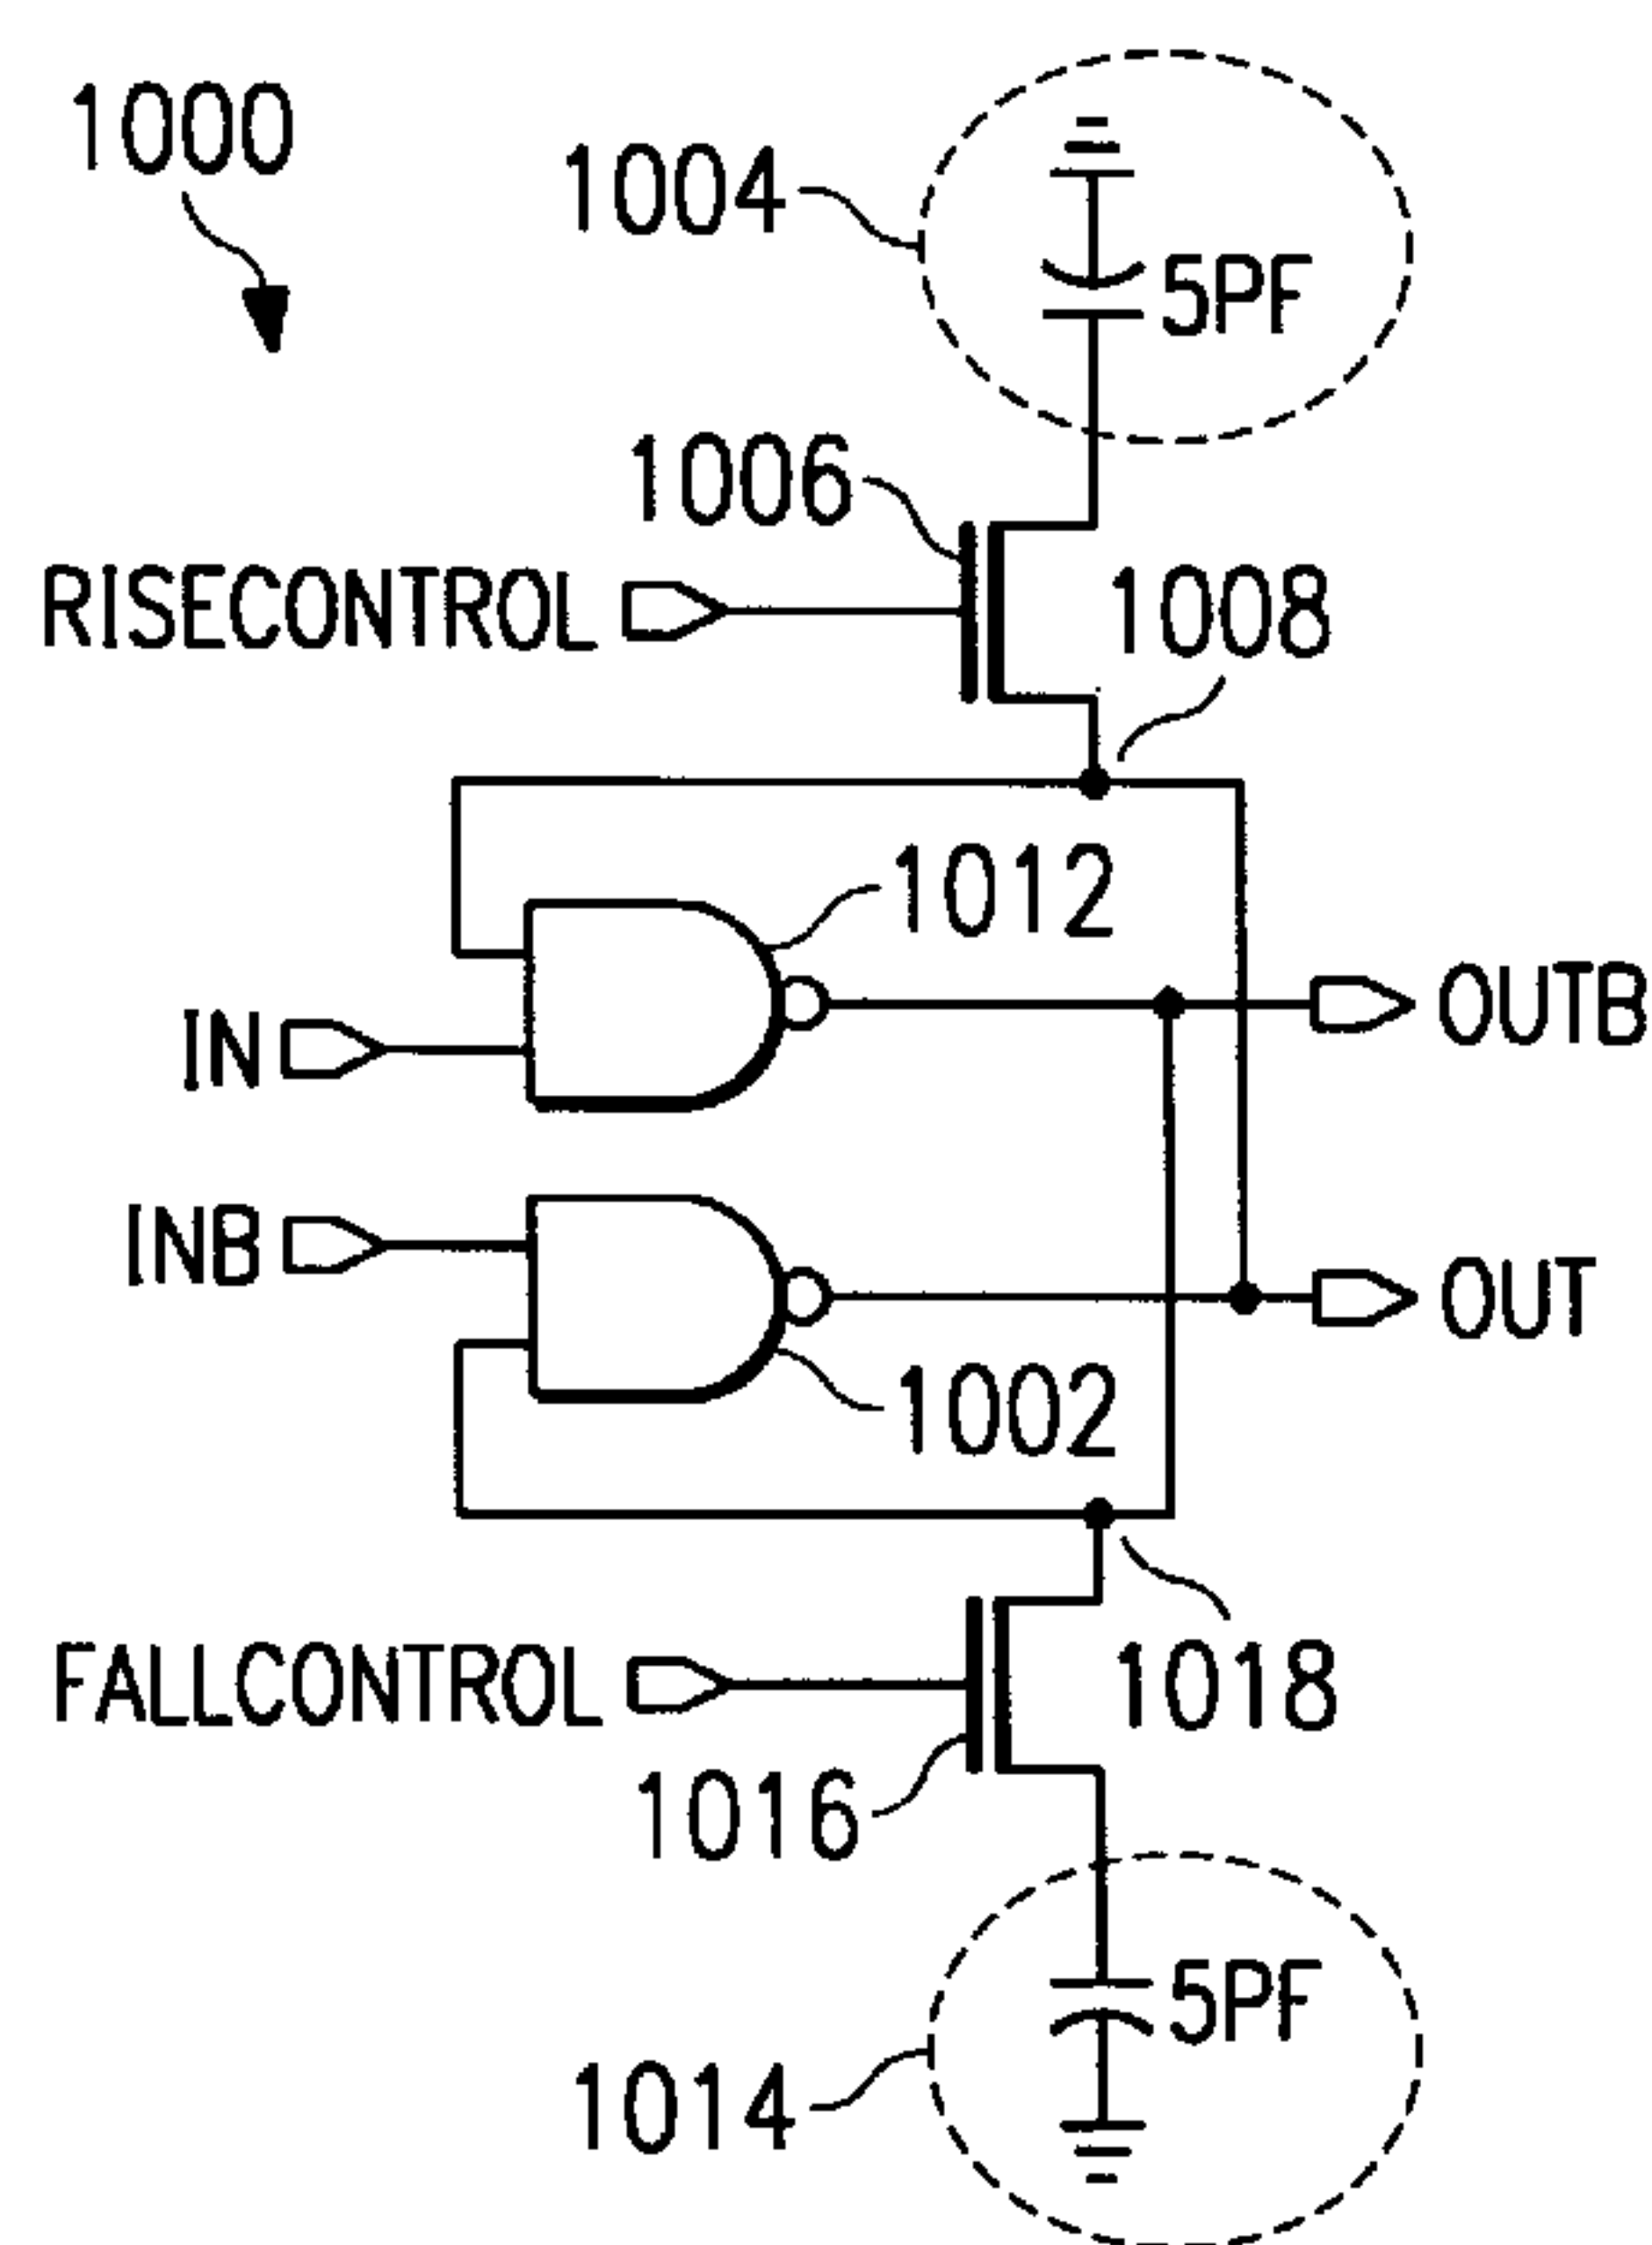 1000
1004
5PF
1006
RISECONTROL
1008
1012
OUTB
IN
INB
OUT
1002
FALLCONTROL
1018
1016
5PF
1014